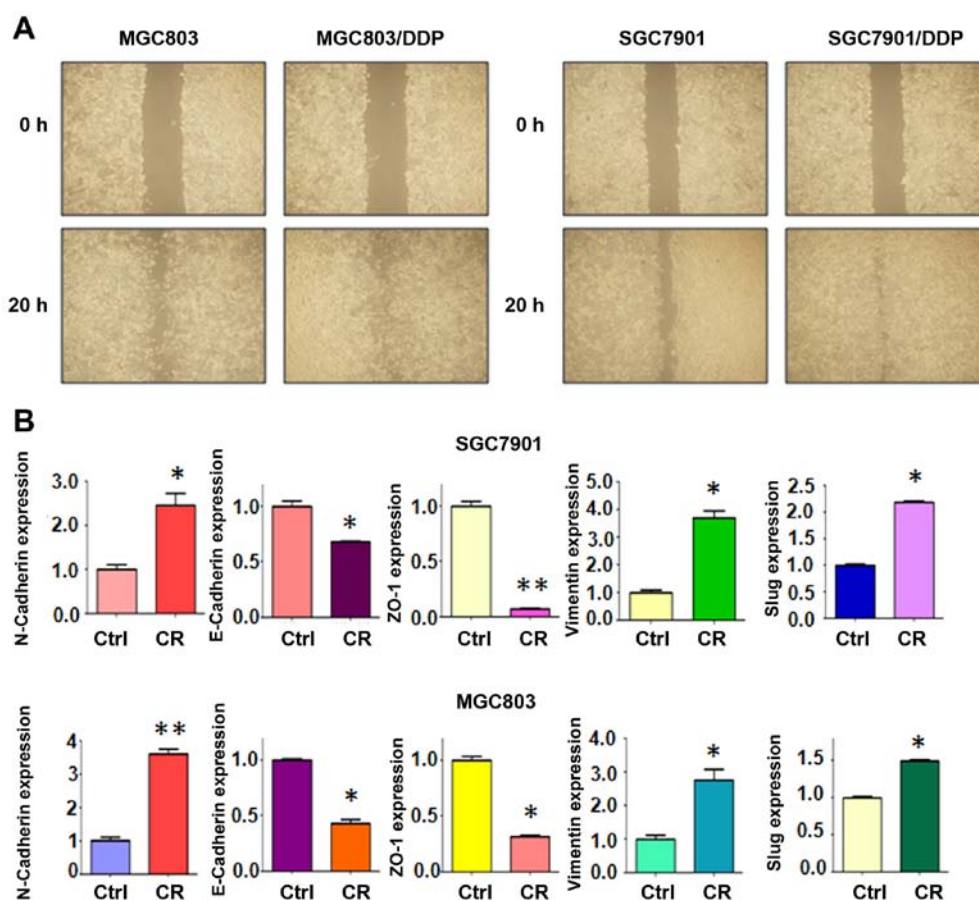 A
MGC803 MGC803/DDP SGC7901 SGC7901/DDP
0 h 0 h
20 h 20 h
B
SGC7901
N-Cadherin expression
3.0
2.0
1.0
0.0
*
Ctrl CR
E-Cadherin expression
1.0
0.5
0.0
*
Ctrl CR
ZO-1 expression
1.0
0.5
0.0
**
Ctrl CR
Vimentin expression
5.0
4.0
3.0
2.0
1.0
0.0
*
Ctrl CR
Slug expression
2.5
2.0
1.5
1.0
0.5
0.0
*
Ctrl CR
MGC803
N-Cadherin expression
4
3
2
1
0
**
Ctrl CR
E-Cadherin expression
1.0
0.5
0.0
*
Ctrl CR
ZO-1 expression
1.0
0.5
0.0
*
Ctrl CR
Vimentin expression
4.0
3.0
2.0
1.0
0.0
*
Ctrl CR
Slug expression
1.5
1.0
0.5
1.0
*
Ctrl CR